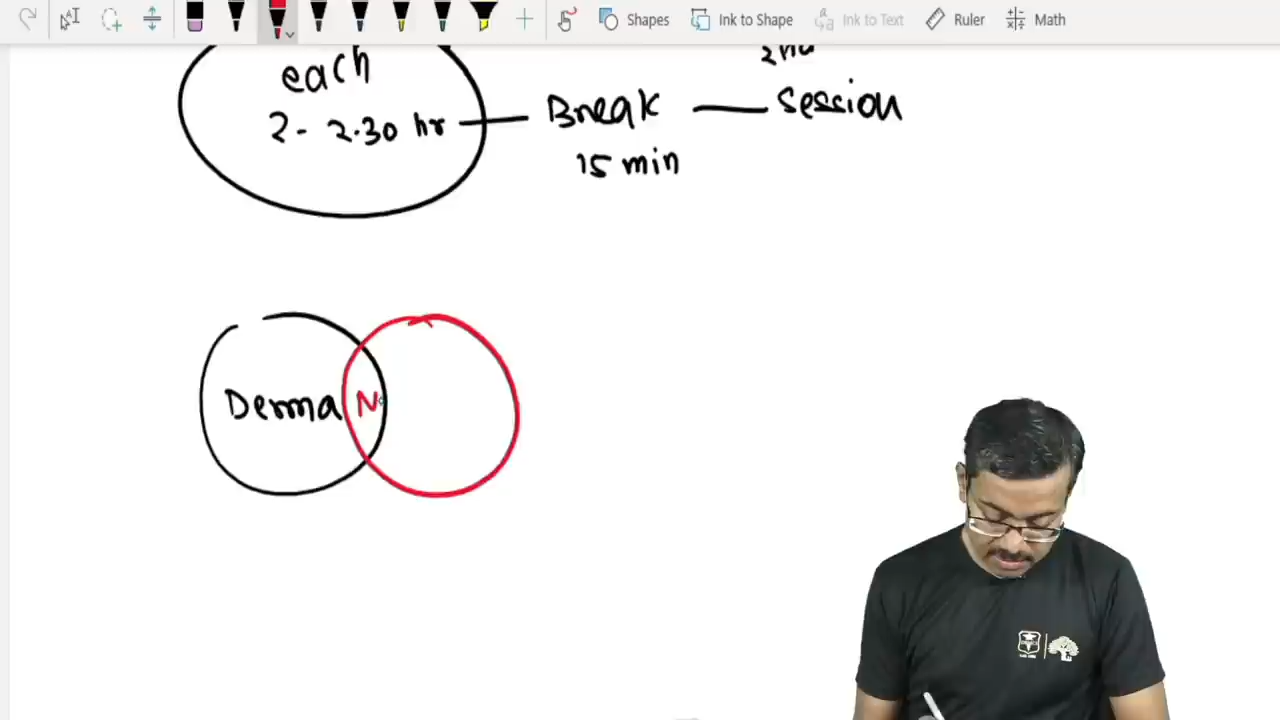 Shapes Ink to Shape Ink to Text Ruler Math
each
2nd
2- 2.30 hr — Break — Session
15 min
Derma N